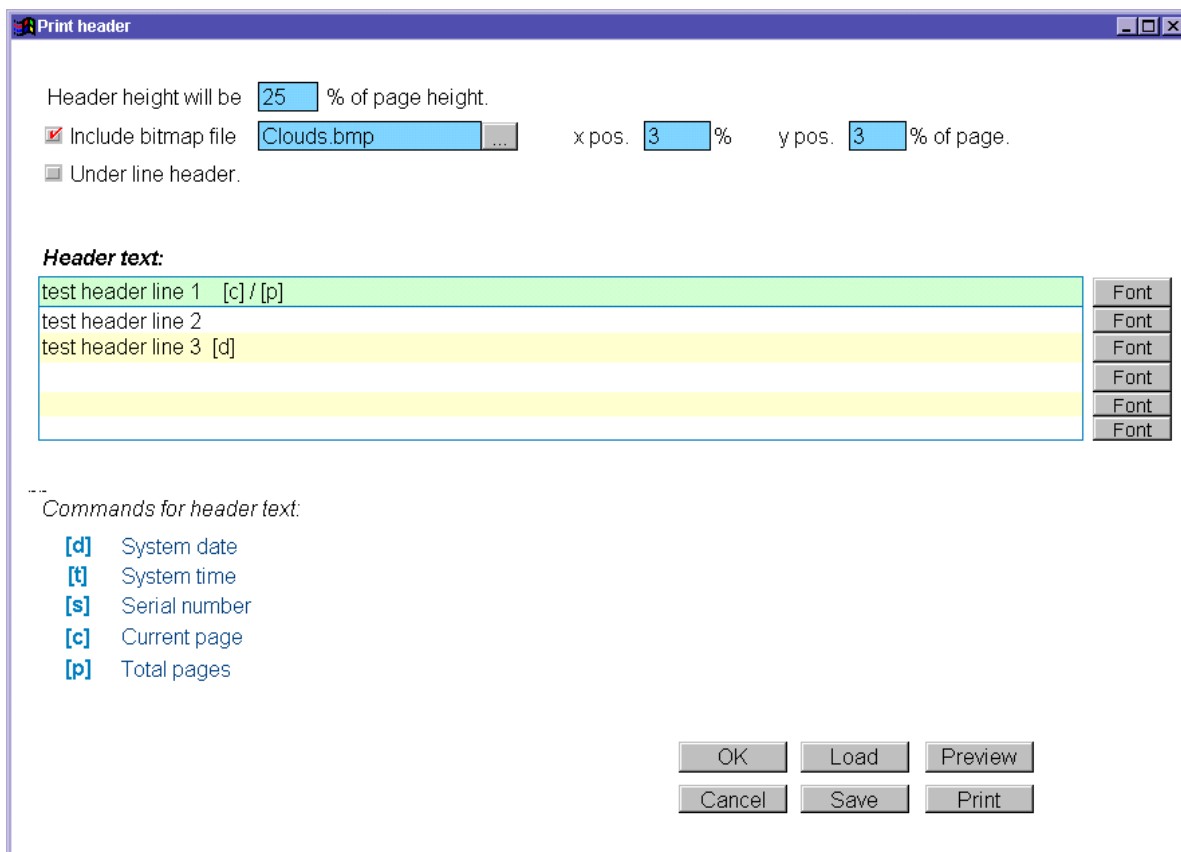 Print header
Header height will be 25 % of page height.
Include bitmap file Clouds.bmp ... x pos. 3 % y pos. 3 % of page.
Under line header.
Header text:
test header line 1 [c] / [p] Font
test header line 2 Font
test header line 3 [d] Font
Font
Font
Font
Commands for header text:
[d] System date
[t] System time
[s] Serial number
[c] Current page
[p] Total pages
OK Load Preview
Cancel Save Print